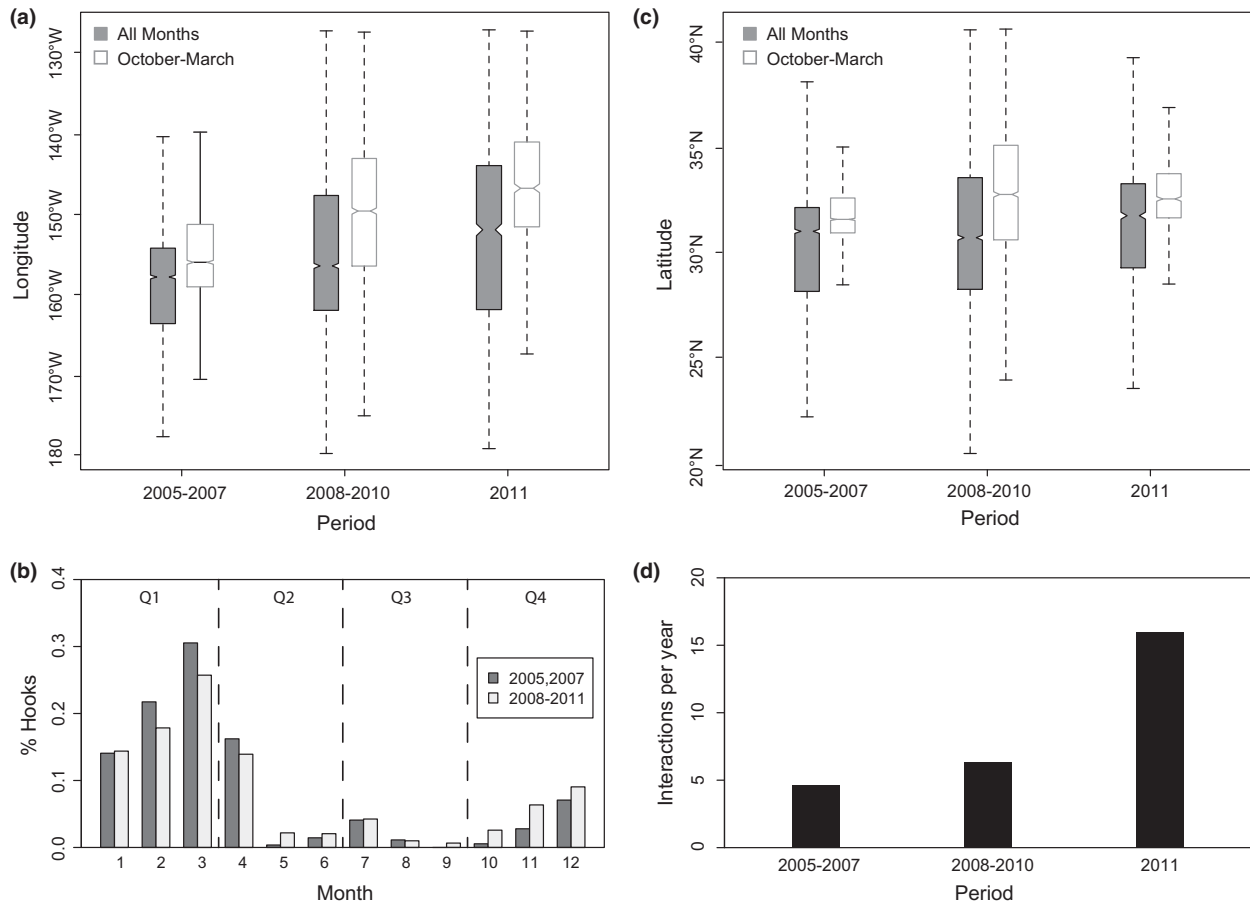 (a)
All Months
October-March
130°W
140°W
150°W
160°W
170°W
180
Longitude
2005-2007
2008-2010
2011
Period
(c)
All Months
October-March
40°N
35°N
30°N
25°N
20°N
Latitude
2005-2007
2008-2010
2011
Period
(b)
0.4
0.3
0.2
0.1
0.0
% Hooks
Q1
Q2
Q3
Q4
2005,2007
2008-2011
1 2 3 4 5 6 7 8 9 10 11 12
Month
(d)
20
15
10
5
0
Interactions per year
2005-2007
2008-2010
2011
Period